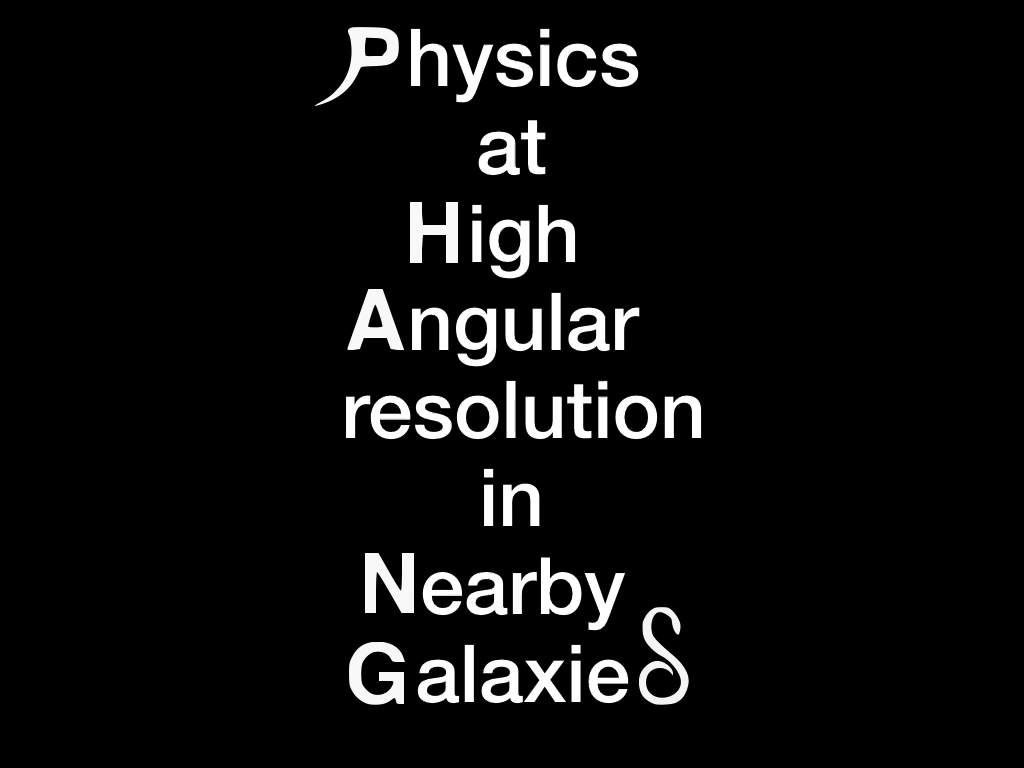 Physics
at
High
Angular
resolution
in
Nearby
GalaxieS